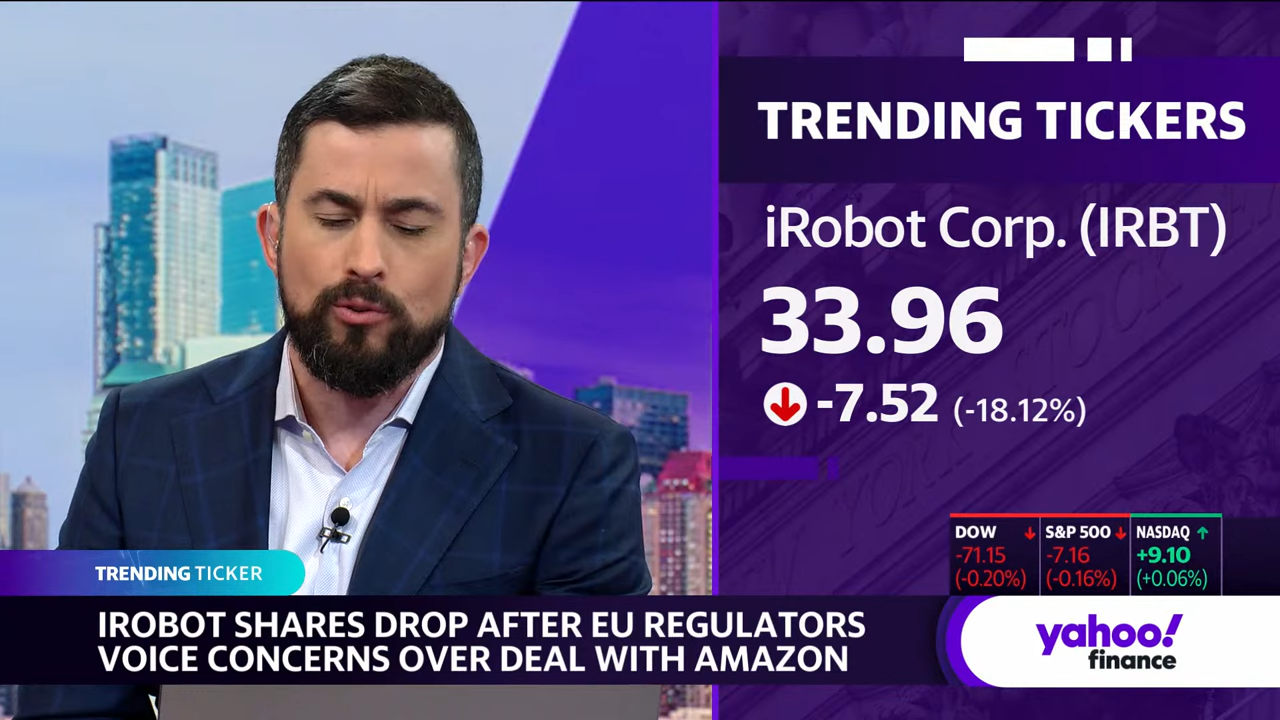 TRENDING TICKERS
iRobot Corp. (IRBT)
33.96
-7.52 (-18.12%)
DOW
-71.15
(-0.20%)
S&P 500
-7.16
(-0.16%)
NASDAQ
+9.10
(+0.06%)
TRENDING TICKER
IROBOT SHARES DROP AFTER EU REGULATORS
VOICE CONCERNS OVER DEAL WITH AMAZON
yahoo!
finance